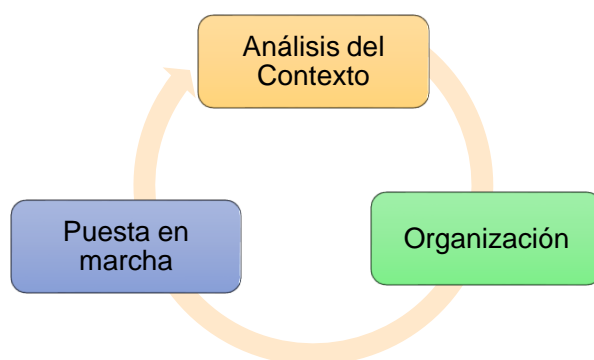 Análisis del
Contexto
Organización
Puesta en
marcha